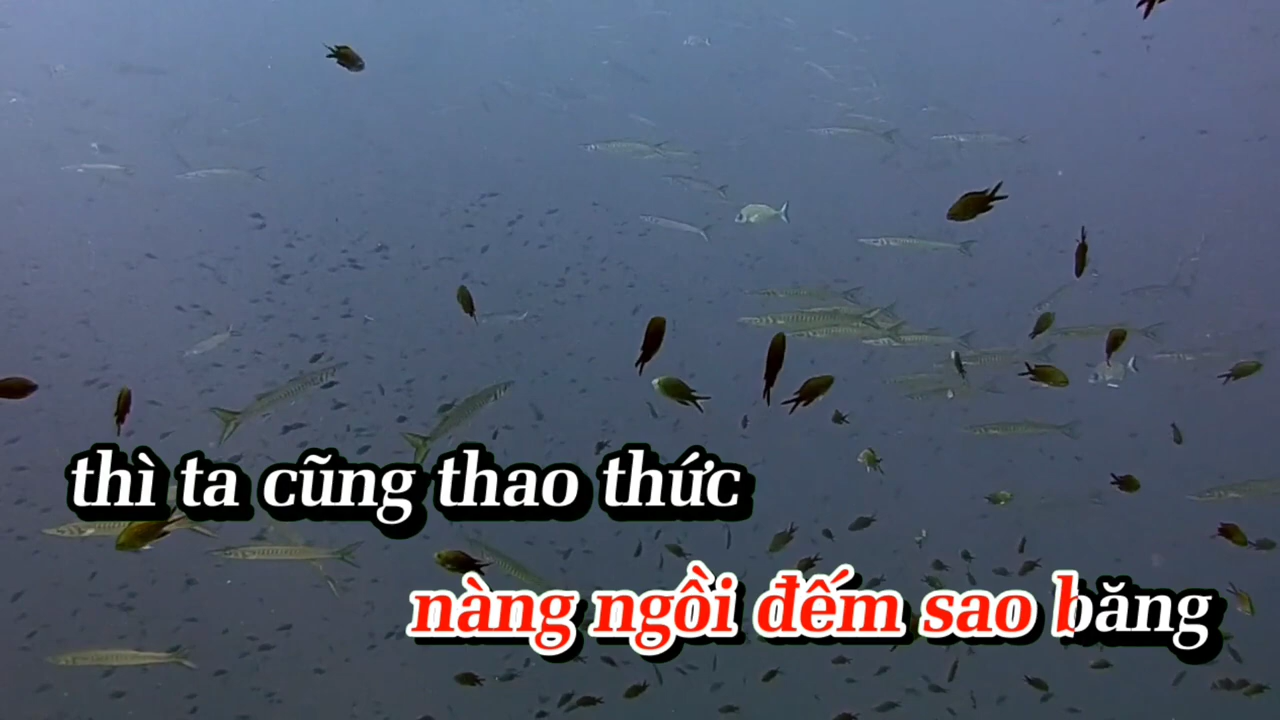 thì ta cũng thao thức
nàng ngồi đếm sao băng